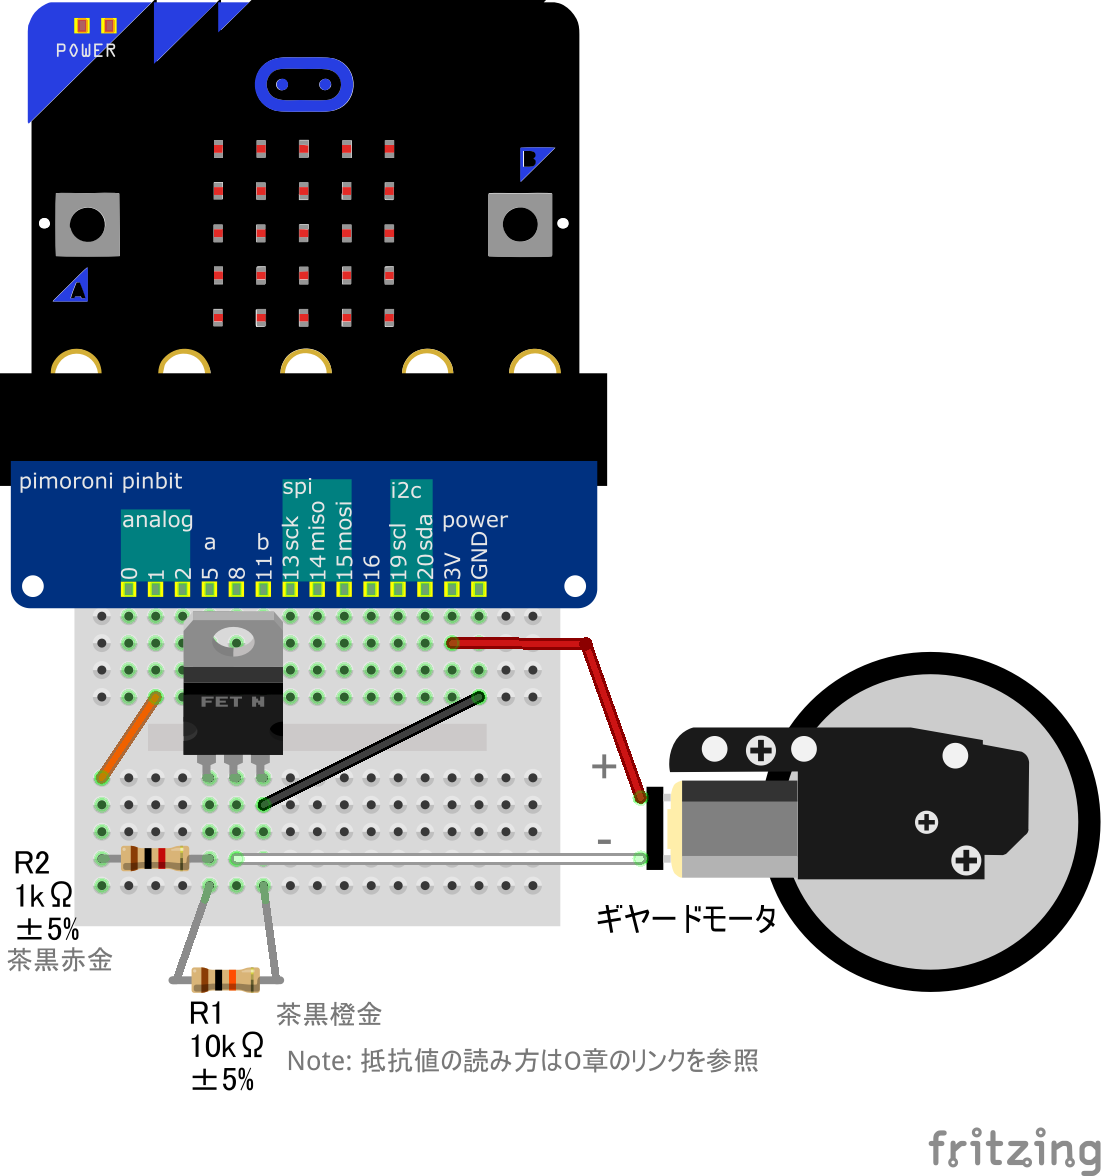 POWER
B
A
pimoroni pinbit
spi
i2c
analog
power
a
b
0
1
2
5
8
11
13 sck
14 miso
15 mosi
16
19 scl
20 sda
3V
GND
FET N
+
-
R2
1kΩ
±5%
茶黒赤金
ギヤードモータ
R1
茶黒橙金
10kΩ
±5%
Note: 抵抗値の読み方は0章のリンクを参照
fritzing